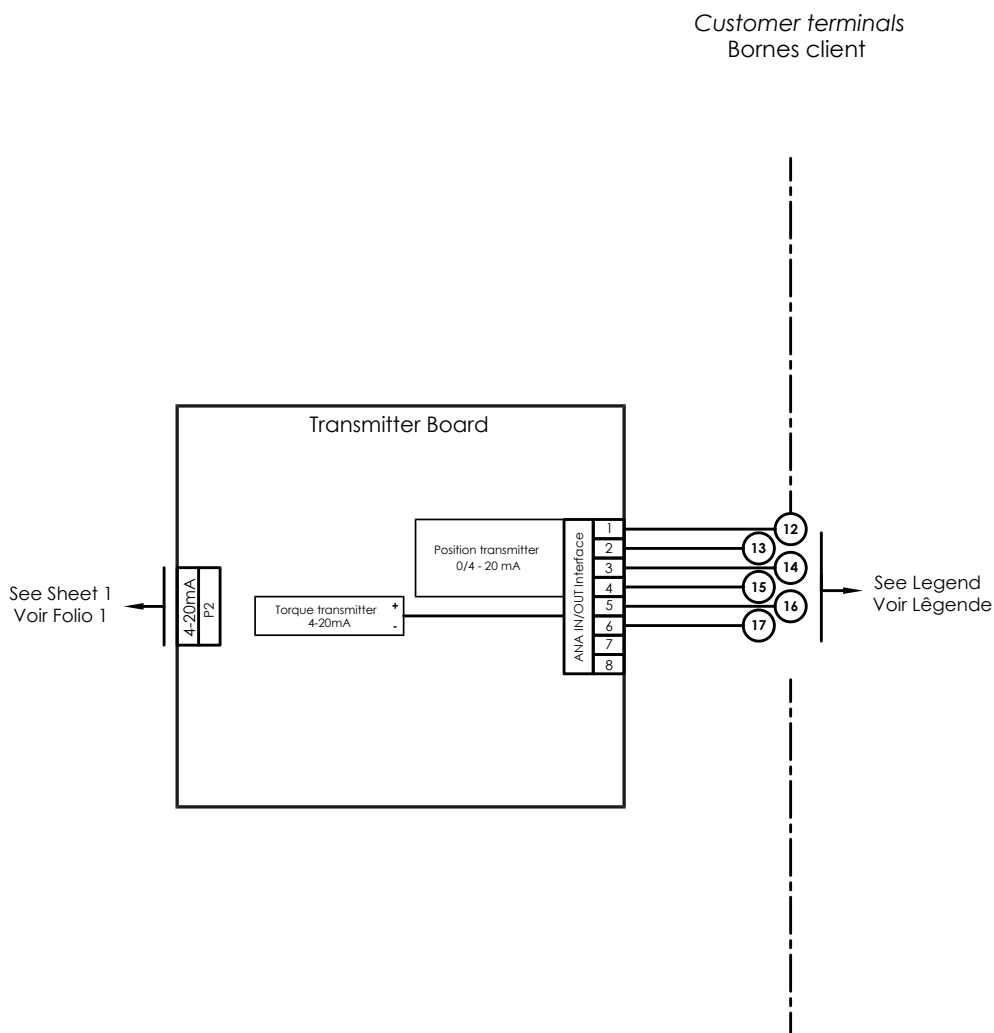 Customer terminals
Bornes client
Transmitter Board
Position transmitter
0/4 - 20 mA
Torque transmitter
4-20mA
+
-
ANA IN/OUT Interface
1
2
3
4
5
6
7
8
12
13
14
15
16
17
4-20mA
P2
See Sheet 1
Voir Folio 1
See Legend
Voir Lêgende